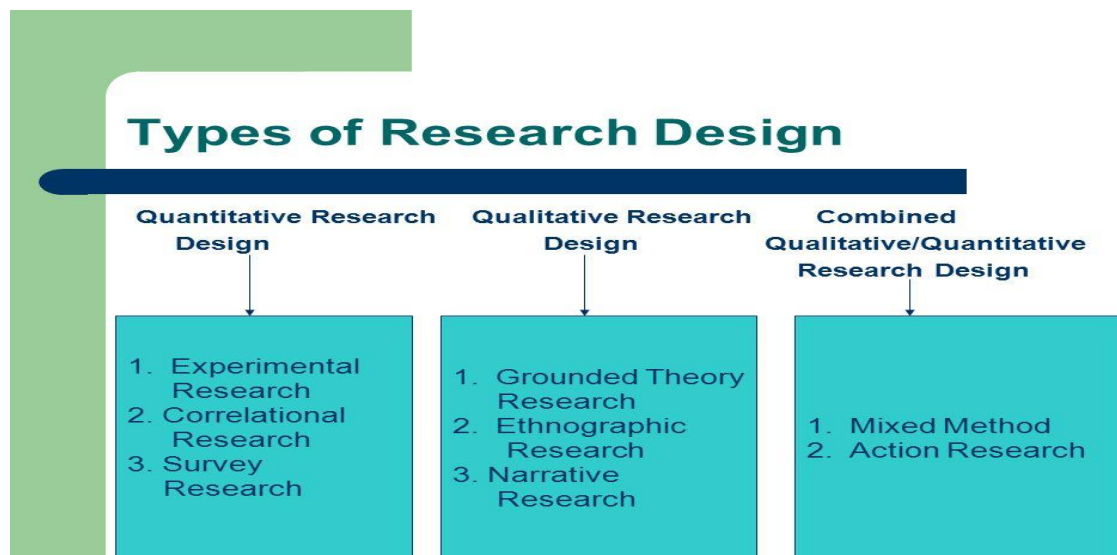 Types of Research Design
Quantitative Research
Design
Qualitative Research
Design
Combined
Qualitative/Quantitative
Research Design
1. Experimental
Research
2. Correlational
Research
3. Survey
Research
1. Grounded Theory
Research
2. Ethnographic
Research
3. Narrative
Research
1. Mixed Method
2. Action Research